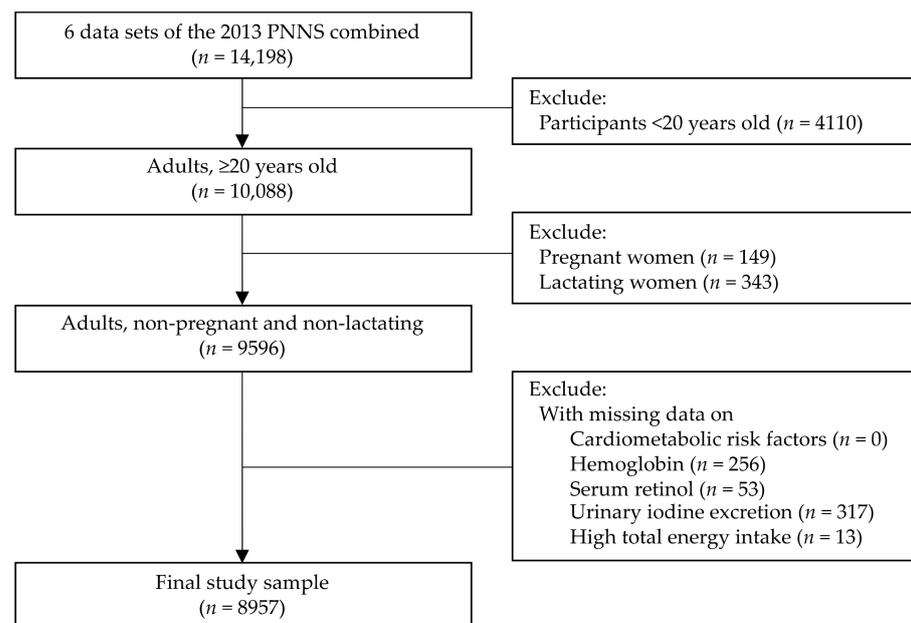 6 data sets of the 2013 PNNS combined
(n = 14,198)
Exclude:
Participants <20 years old (n = 4110)
Adults, ≥20 years old
(n = 10,088)
Exclude:
Pregnant women (n = 149)
Lactating women (n = 343)
Adults, non-pregnant and non-lactating
(n = 9596)
Exclude:
With missing data on
Cardiometabolic risk factors (n = 0)
Hemoglobin (n = 256)
Serum retinol (n = 53)
Urinary iodine excretion (n = 317)
High total energy intake (n = 13)
Final study sample
(n = 8957)